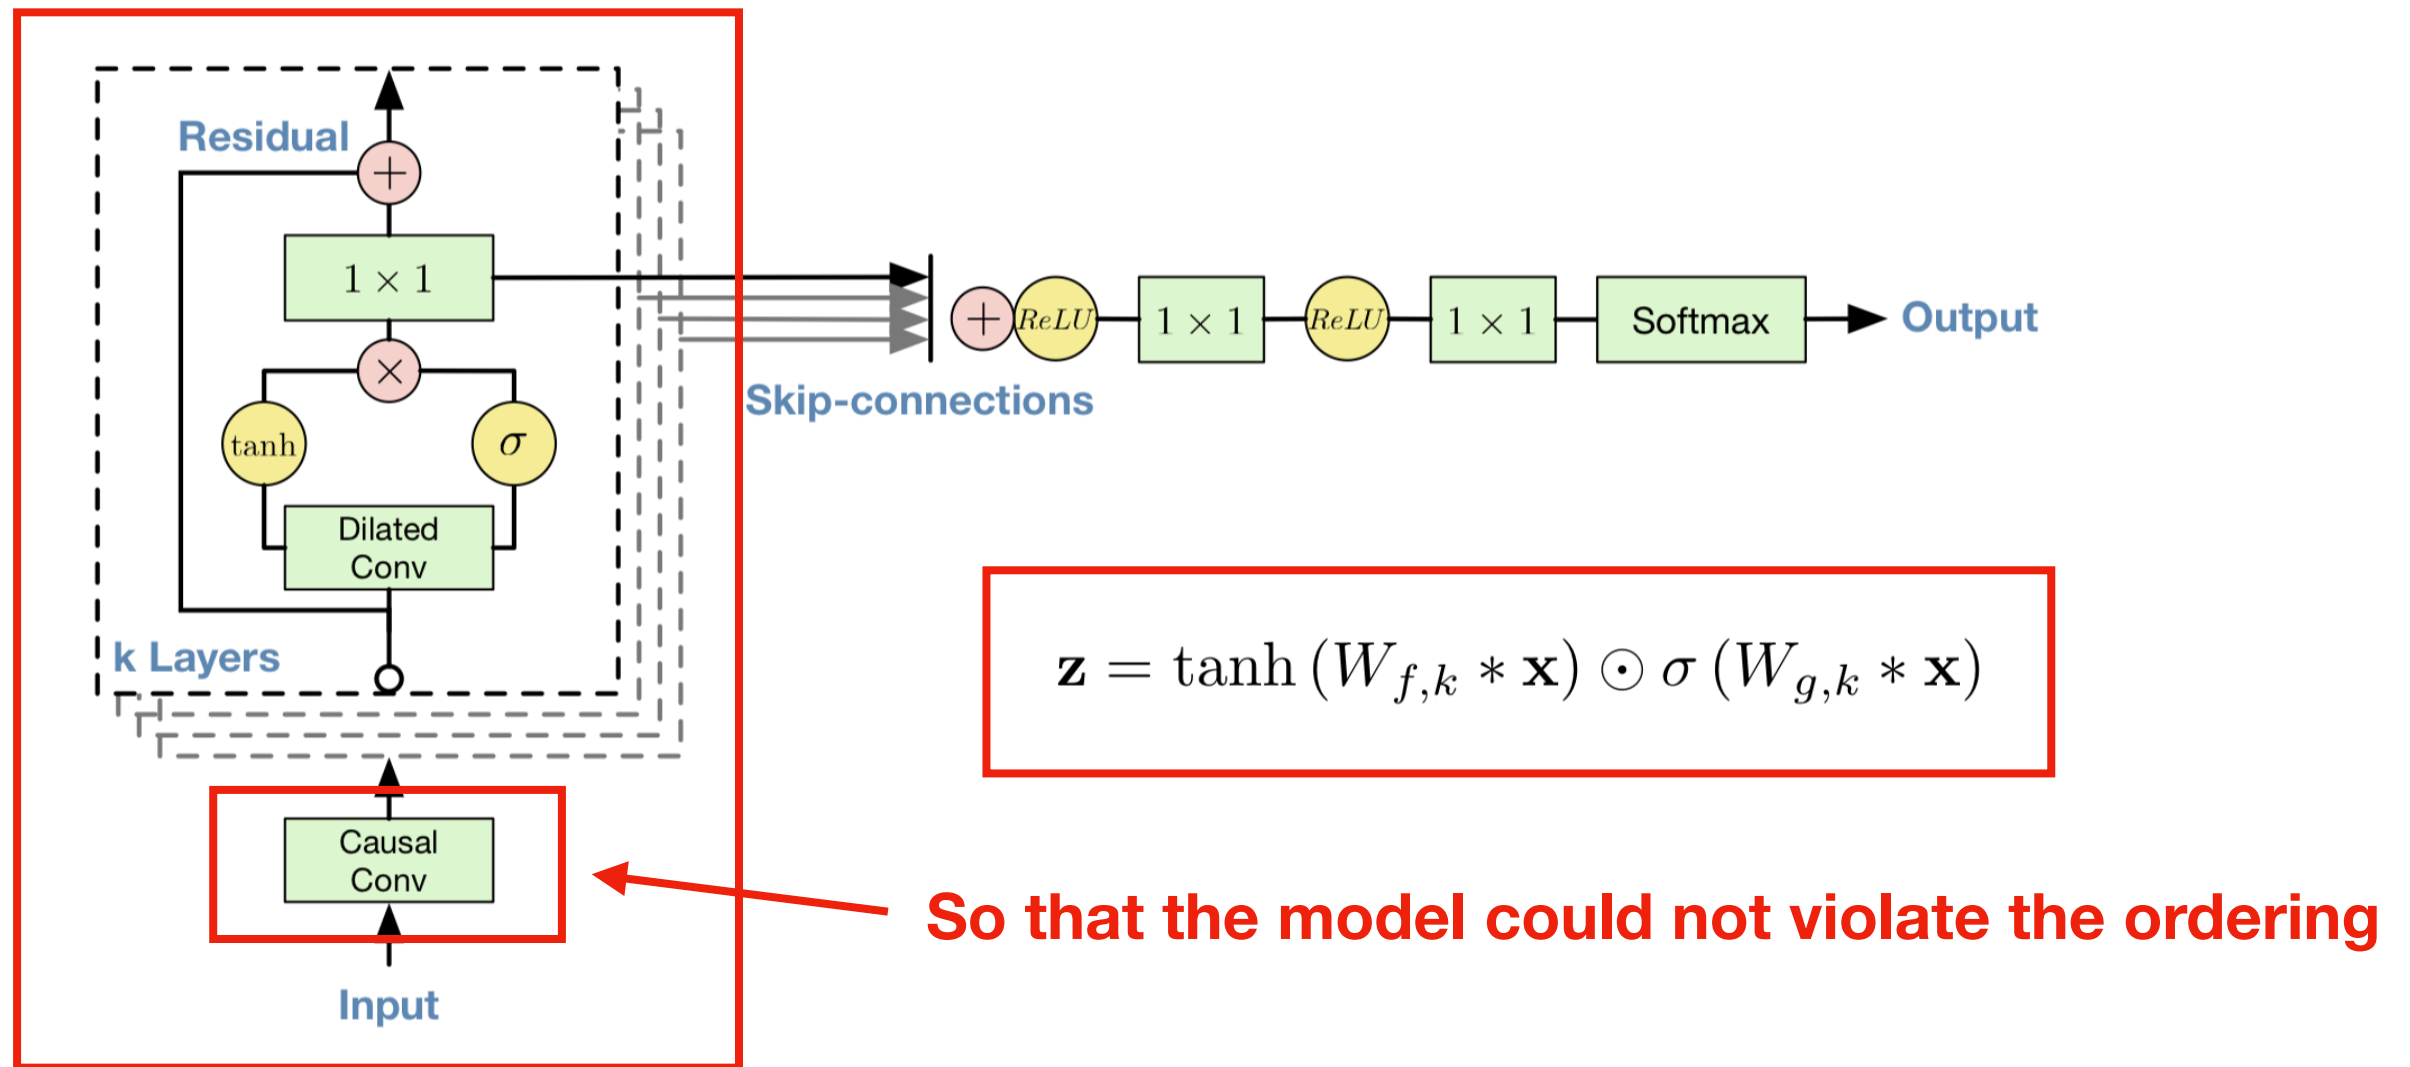 Residual
+
1 × 1
×
tanh
σ
Dilated
Conv
k Layers
Causal
Conv
Input
+
ReLU
1 × 1
ReLU
1 × 1
Softmax
Output
Skip-connections
z = tanh (W_{f,k} ∗ x) ⊙ σ (W_{g,k} ∗ x)
So that the model could not violate the ordering